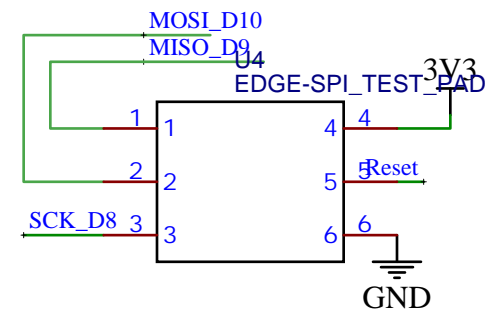 MOSI_D10
MISO_D9
U4
EDGE-SPI_TEST_PAD
3V3
1 1 4 4
2 2 5 5 Reset
SCK_D8 3 3 6 6
GND